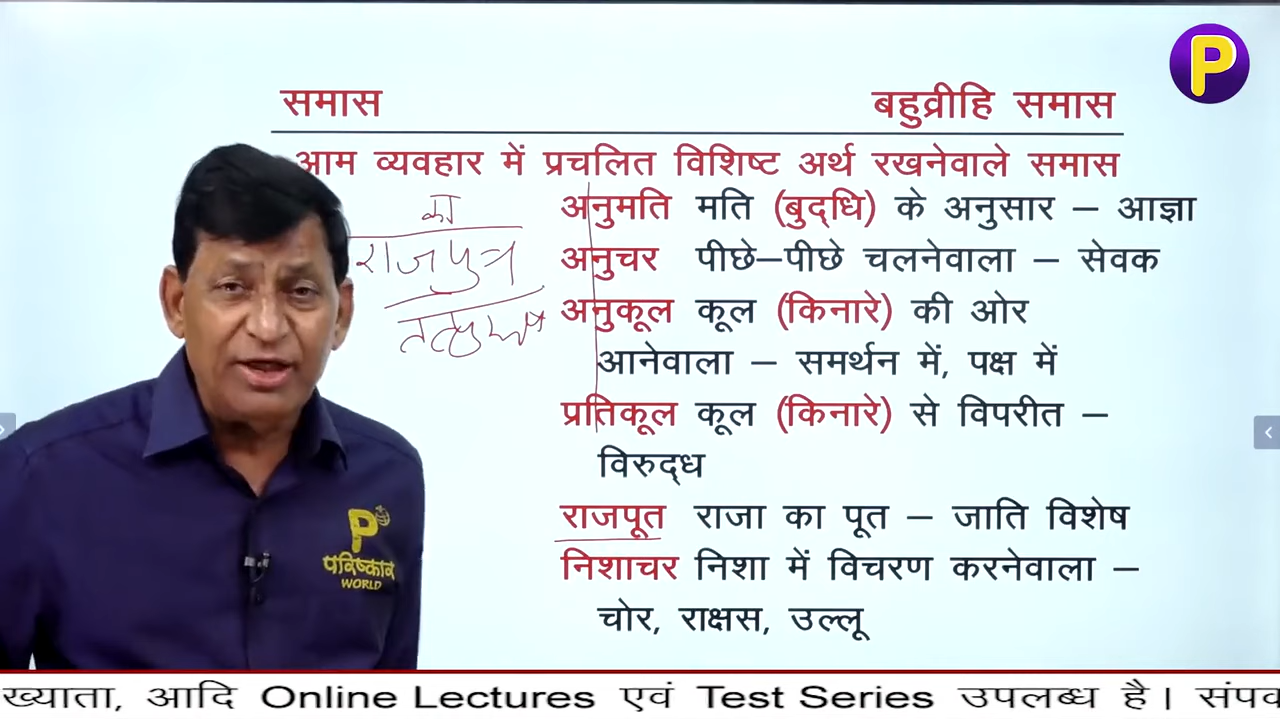 P
समास बहुव्रीहि समास
आम व्यवहार में प्रचलित विशिष्ट अर्थ रखनेवाले समास
का
राजपुत्र
तत्पुरुष
अनुमति मति (बुद्धि) के अनुसार – आज्ञा
अनुचर पीछे–पीछे चलनेवाला – सेवक
अनुकूल कूल (किनारे) की ओर
आनेवाला – समर्थन में, पक्ष में
प्रतिकूल कूल (किनारे) से विपरीत –
विरुद्ध
राजपूत राजा का पूत – जाति विशेष
निशाचर निशा में विचरण करनेवाला –
चोर, राक्षस, उल्लू
P
परिष्कार
WORLD
ख्याता, आदि Online Lectures एवं Test Series उपलब्ध है। संपक